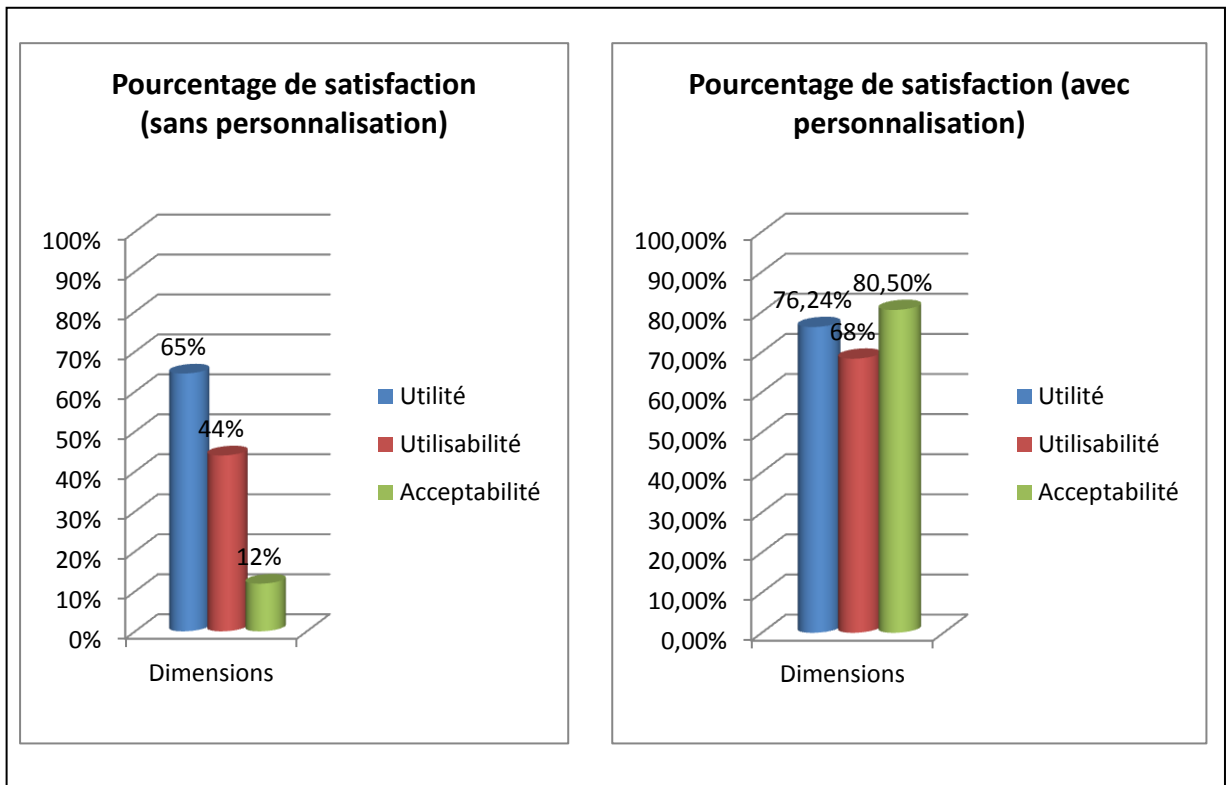 Pourcentage de satisfaction
(sans personnalisation)
100%
90%
80%
70%
60%
50%
40%
30%
20%
10%
0%
65%
44%
12%
Dimensions
Utilité
Utilisabilité
Acceptabilité
Pourcentage de satisfaction (avec
personnalisation)
100,00%
90,00%
80,00%
70,00%
60,00%
50,00%
40,00%
30,00%
20,00%
10,00%
0,00%
76,24%
68%
80,50%
Dimensions
Utilité
Utilisabilité
Acceptabilité